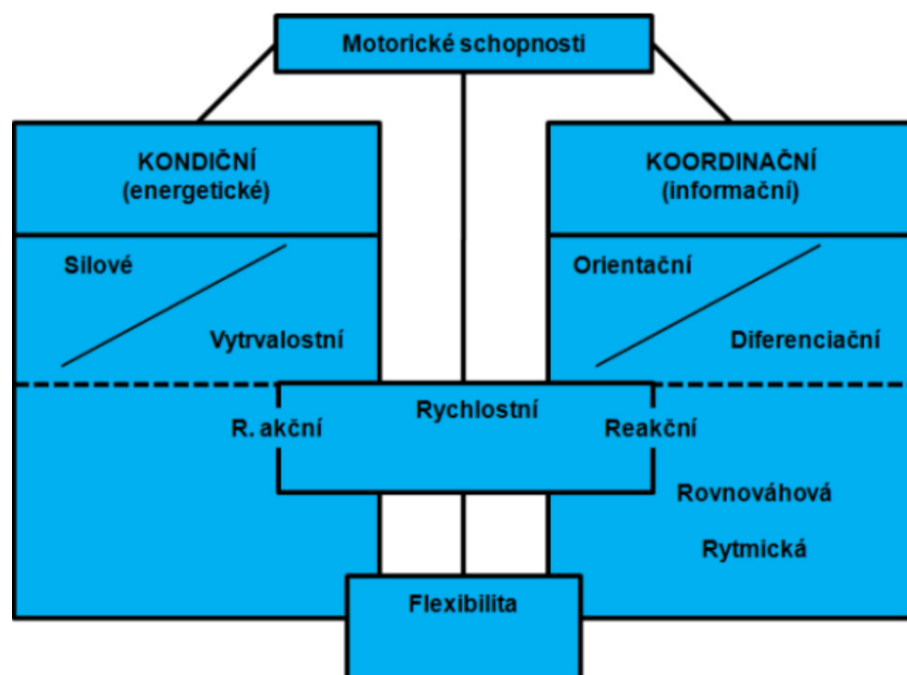 Motorické schopnosti
KONDIČNÍ
(energetické)
KOORDINAČNÍ
(informační)
Silové
Vytrvalostní
Orientační
Diferenciační
Rychlostní
R. akční
Reakční
Rovnováhová
Rytmická
Flexibilita